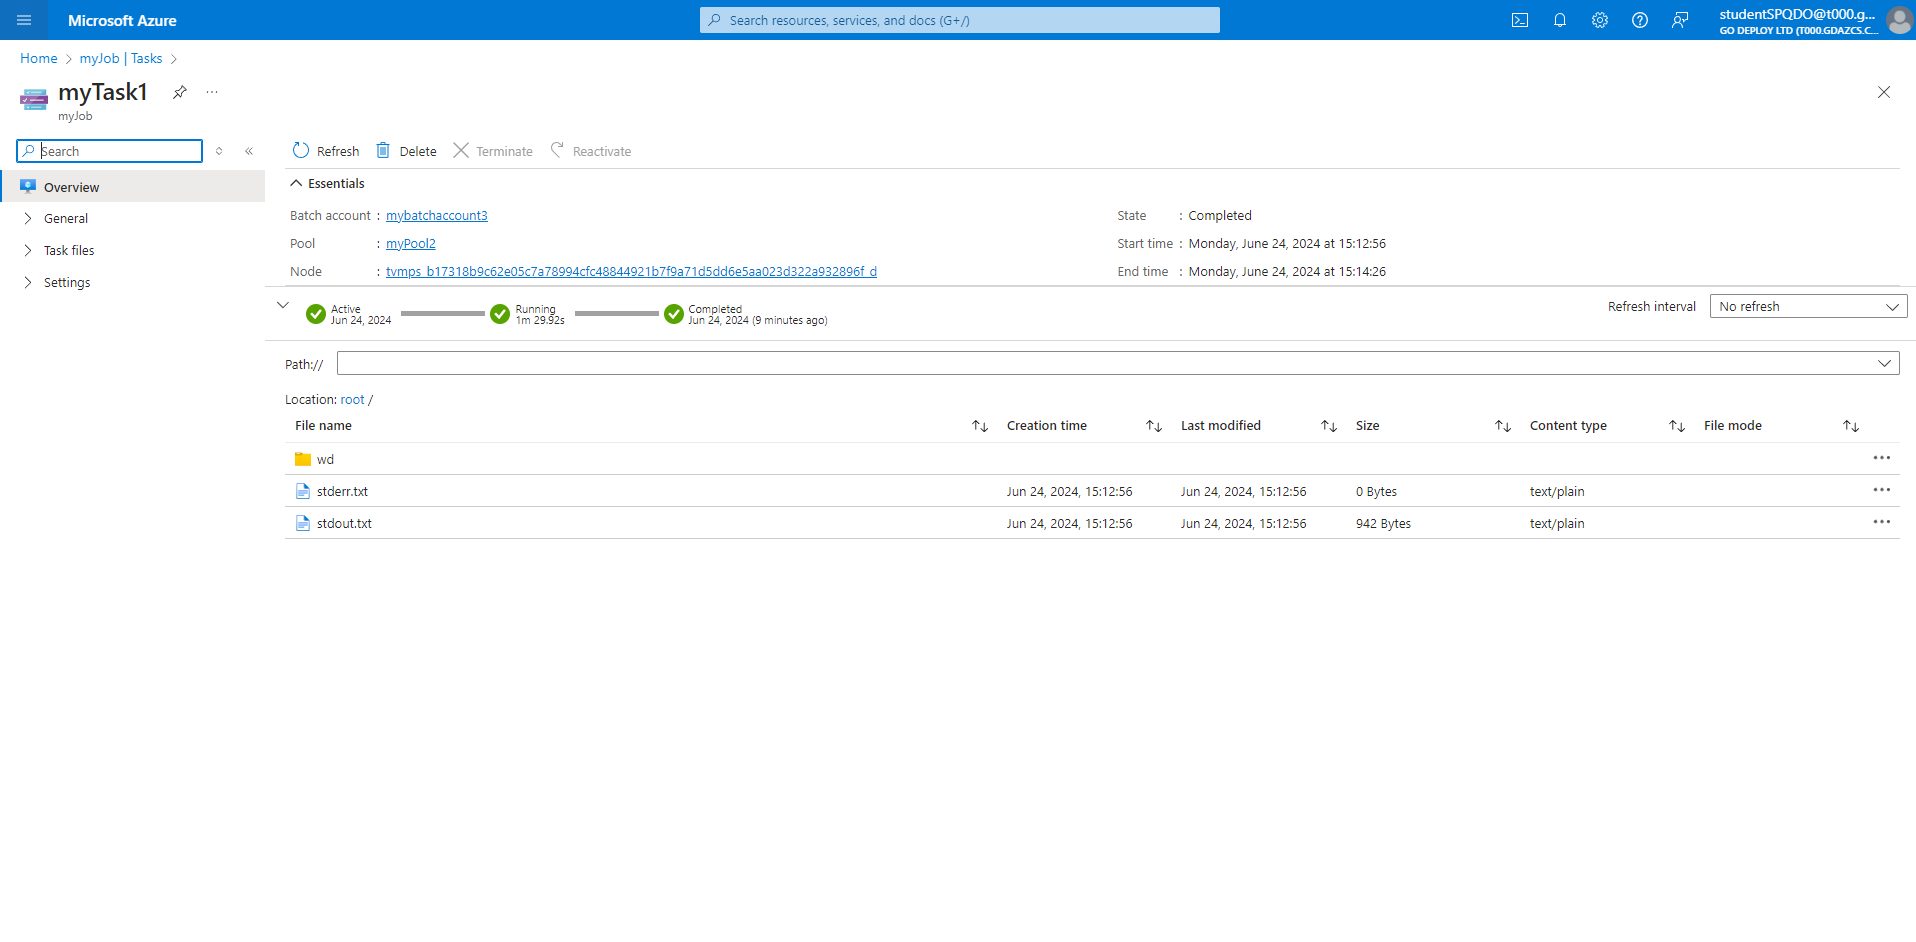 Microsoft Azure
Search resources, services, and docs (G+/)
studentSPQDO@t000.g...
GO DEPLOY LTD (T000.GDAZCS.C...
Home > myJob | Tasks >
myTask1
myJob
Search
Overview
General
Task files
Settings
Refresh Delete Terminate Reactivate
Essentials
Batch account : mybatchaccount3
Pool : myPool2
Node : tvmps_b17318b9c62e05c7a78994cfc48844921b7f9a71d5dd6e5aa023d322a932896f_d
State : Completed
Start time : Monday, June 24, 2024 at 15:12:56
End time : Monday, June 24, 2024 at 15:14:26
Active
Jun 24, 2024
Running
1m 29.92s
Completed
Jun 24, 2024 (9 minutes ago)
Refresh interval No refresh
Path://
Location: root /
File name Creation time Last modified Size Content type File mode
wd
stderr.txt Jun 24, 2024, 15:12:56 Jun 24, 2024, 15:12:56 0 Bytes text/plain
stdout.txt Jun 24, 2024, 15:12:56 Jun 24, 2024, 15:12:56 942 Bytes text/plain